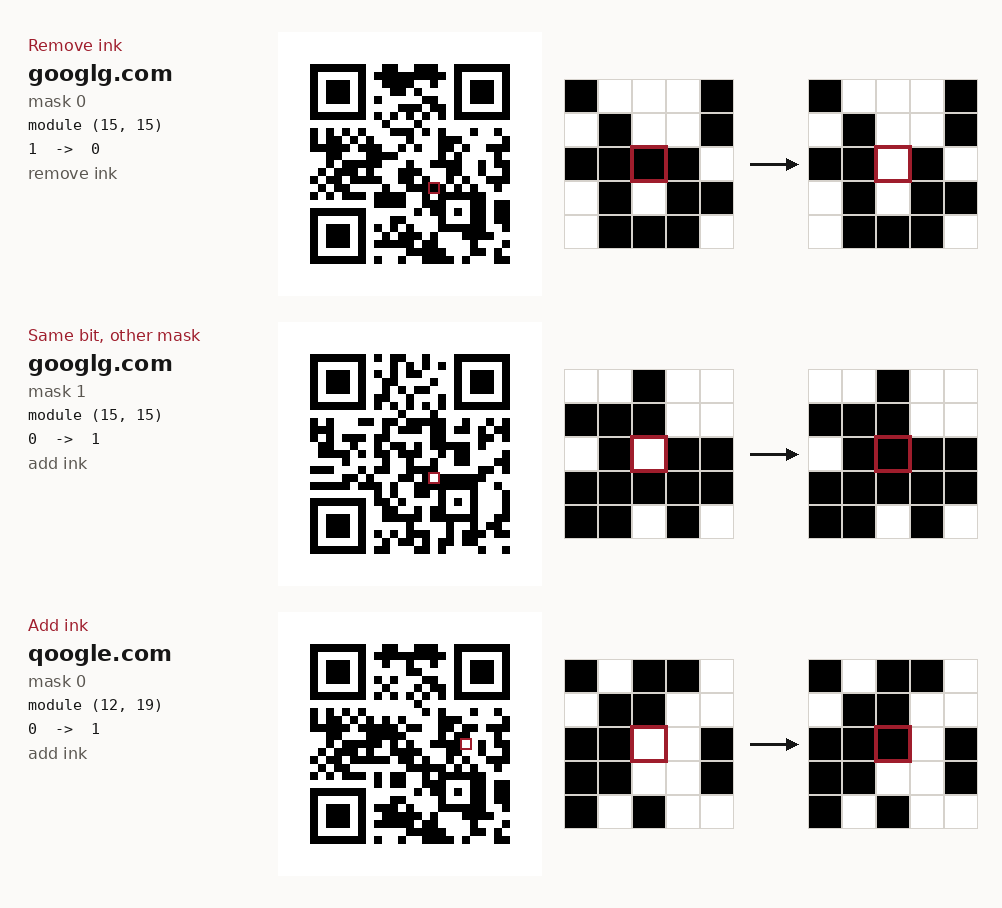 Remove ink
googlg.com
mask 0
module (15, 15)
1 -> 0
remove ink
Same bit, other mask
googlg.com
mask 1
module (15, 15)
0 -> 1
add ink
Add ink
qoogle.com
mask 0
module (12, 19)
0 -> 1
add ink